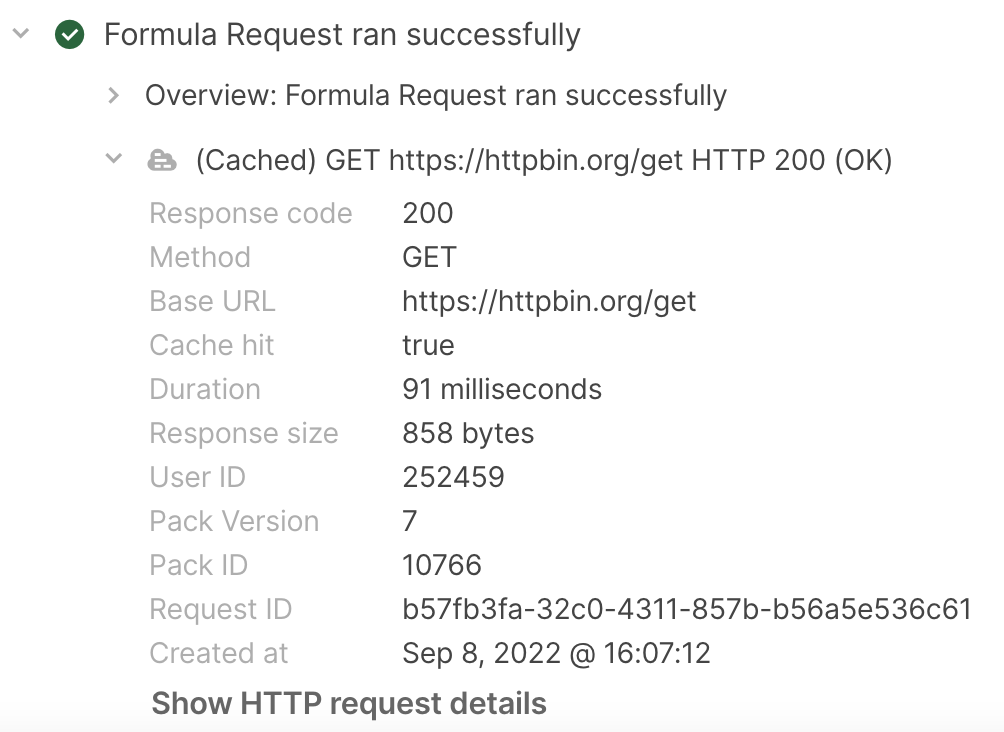 Formula Request ran successfully
Overview: Formula Request ran successfully
(Cached) GET https://httpbin.org/get HTTP 200 (OK)
Response code 200
Method GET
Base URL https://httpbin.org/get
Cache hit true
Duration 91 milliseconds
Response size 858 bytes
User ID 252459
Pack Version 7
Pack ID 10766
Request ID b57fb3fa-32c0-4311-857b-b56a5e536c61
Created at Sep 8, 2022 @ 16:07:12
Show HTTP request details